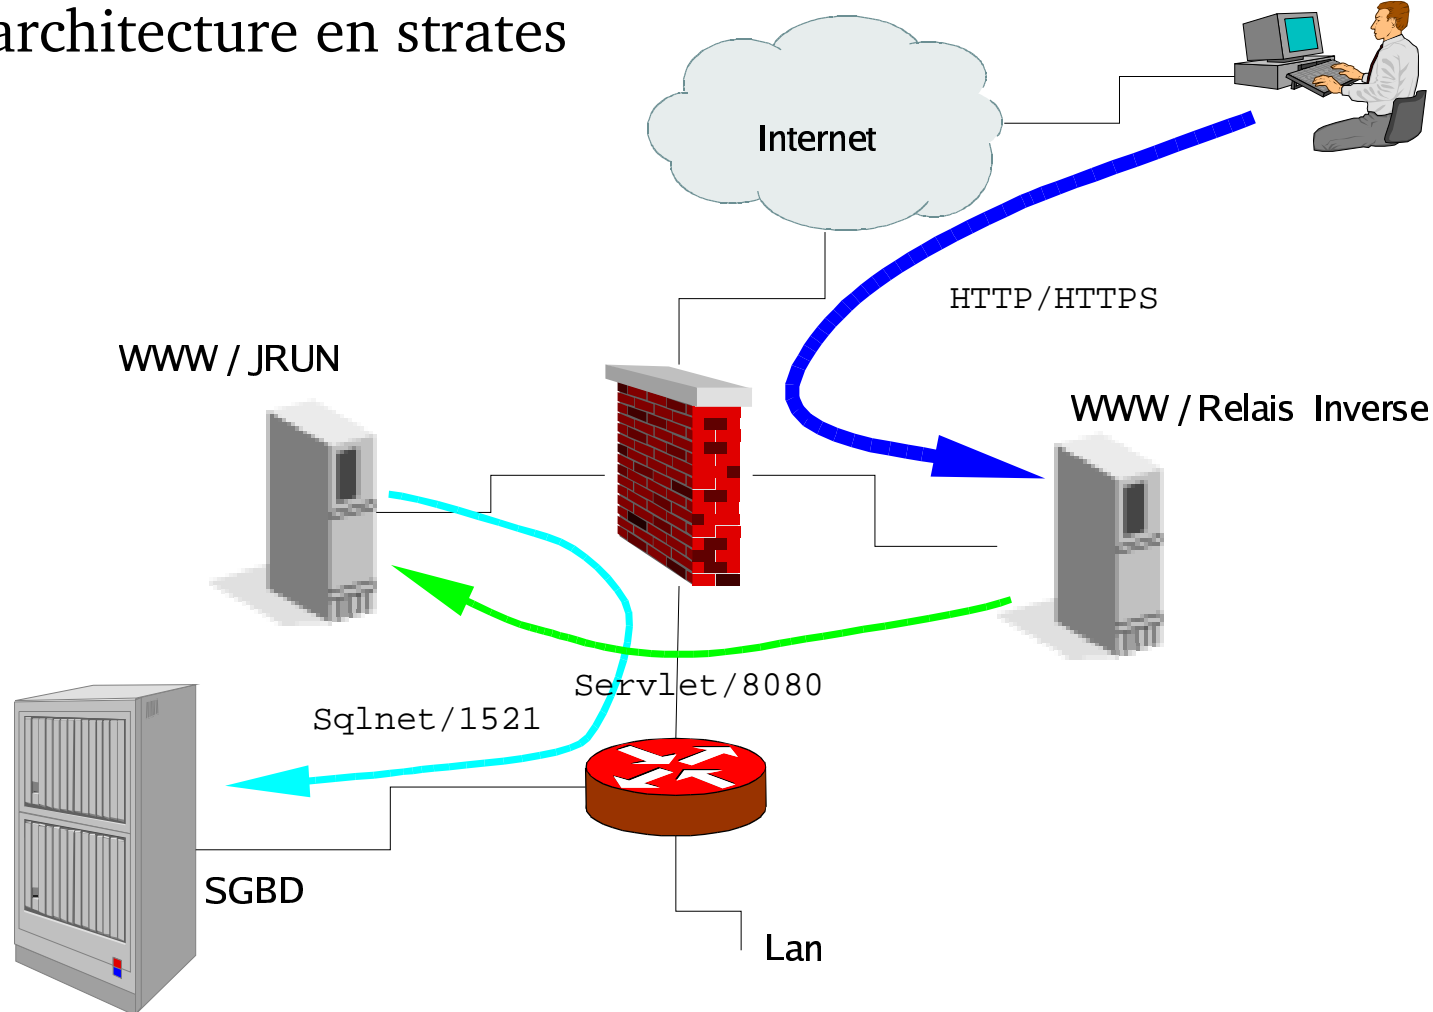 architecture en strates
Internet
HTTP/HTTPS
WWW / JRUN
WWW / Relais Inverse
Servlet/8080
Sqlnet/1521
SGBD
Lan